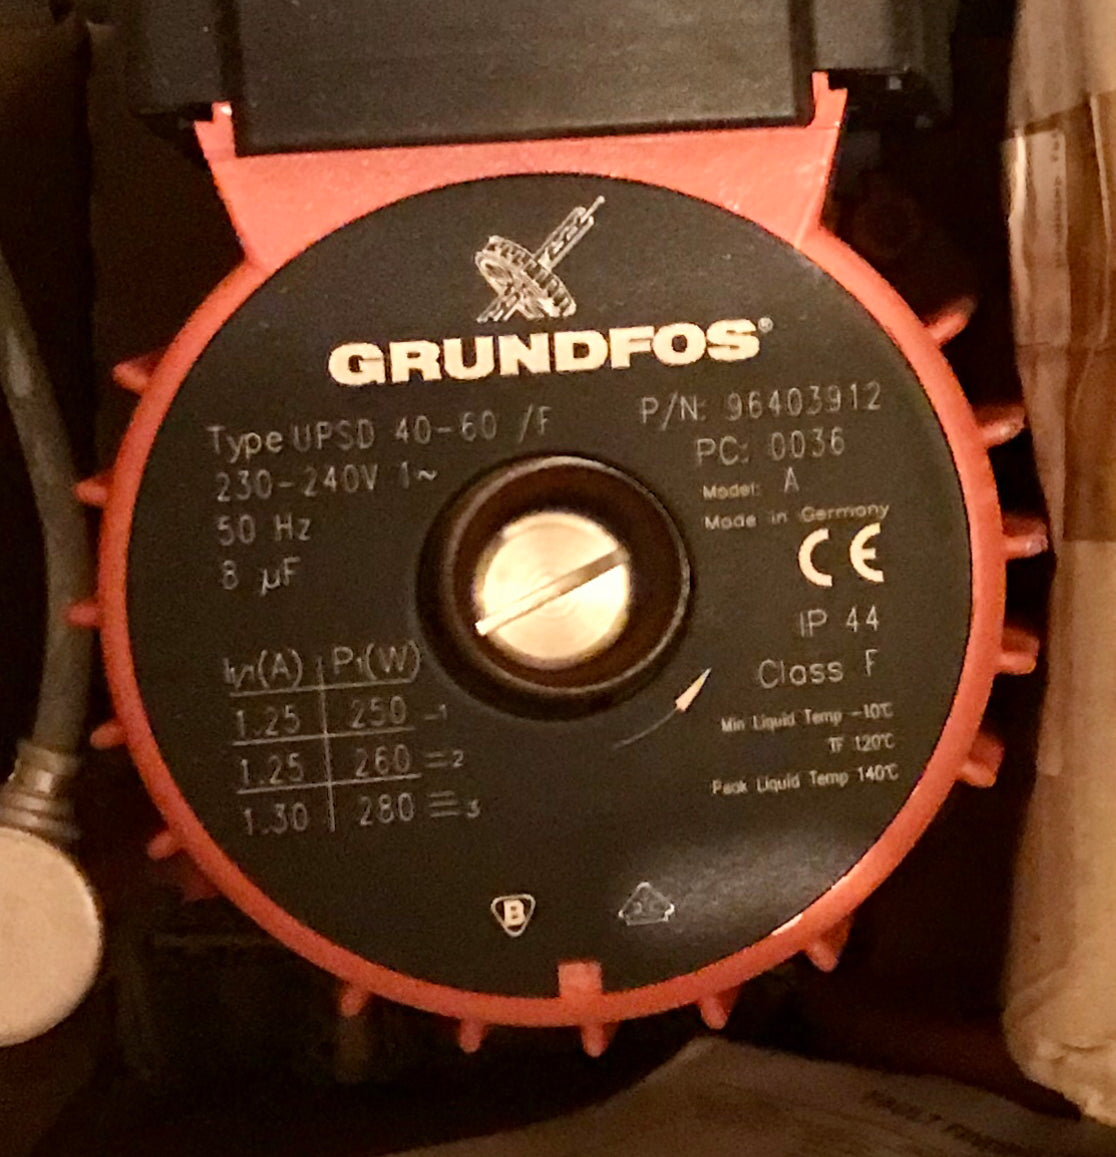 GRUNDFOS®
Type UPSD 40-60 /F
230-240V 1~
50 Hz
8 µF
P/N: 96403912
PC: 0036
Model: A
Made in Germany
CE
IP 44
Class F
Min Liquid Temp -10℃
TF 120℃
Peak Liquid Temp 140℃
I1/1(A) P1(W)
1.25 250 1
1.25 260 2
1.30 280 3
B